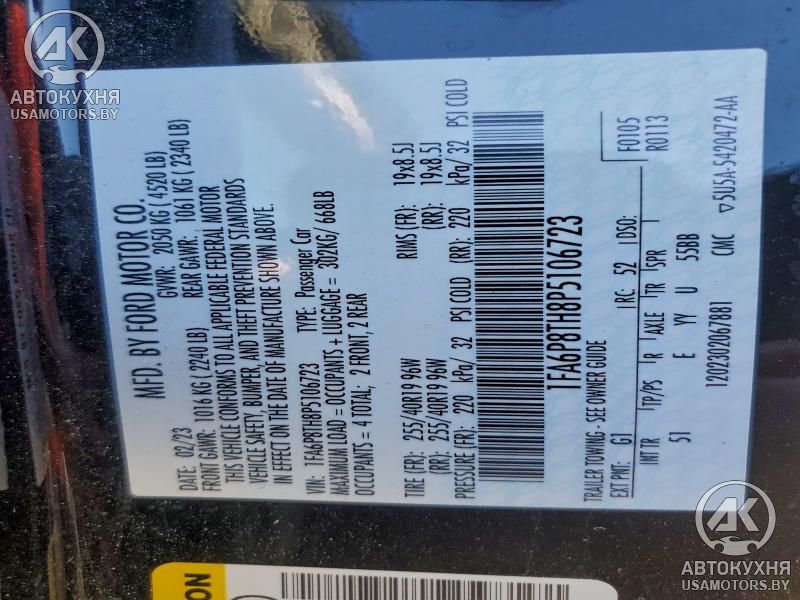 AK
АВТОКУХНЯ
USAMOTORS.BY
MFD. BY FORD MOTOR CO.
DATE: 02/23 GVWR: 2050 KG (4520 LB)
FRONT GAWR: 1016 KG (2240 LB) REAR GAWR: 1061 KG (2340 LB)
THIS VEHICLE CONFORMS TO ALL APPLICABLE FEDERAL MOTOR
VEHICLE SAFETY, BUMPER, AND THEFT PREVENTION STANDARDS
IN EFFECT ON THE DATE OF MANUFACTURE SHOWN ABOVE.
VIN: 1FA6P8TH8P5106723 TYPE: Passenger Car
MAXIMUM LOAD = OCCUPANTS + LUGGAGE = 302KG/ 668LB
OCCUPANTS = 4 TOTAL; 2 FRONT, 2 REAR
TIRE (FR): 255/40R19 96W RIMS (FR): 19x8.5J
(RR): 255/40R19 96W (RR): 19x8.5J
PRESSURE (FR): 220 kPa/ 32 PSI COLD (RR): 220 kPa/ 32 PSI COLD
1FA6P8TH8P5106723
TRAILER TOWING - SEE OWNER GUIDE F0105
EXT PNT: G1 RC: 52 DSO: R0113
INT TR TP/PS R AXLE TR SPR
51 E YY U 55BB
12023020678B1 CMC ▽5U5A-5420472-AA
ION
AK
АВТОКУХНЯ
USAMOTORS.BY